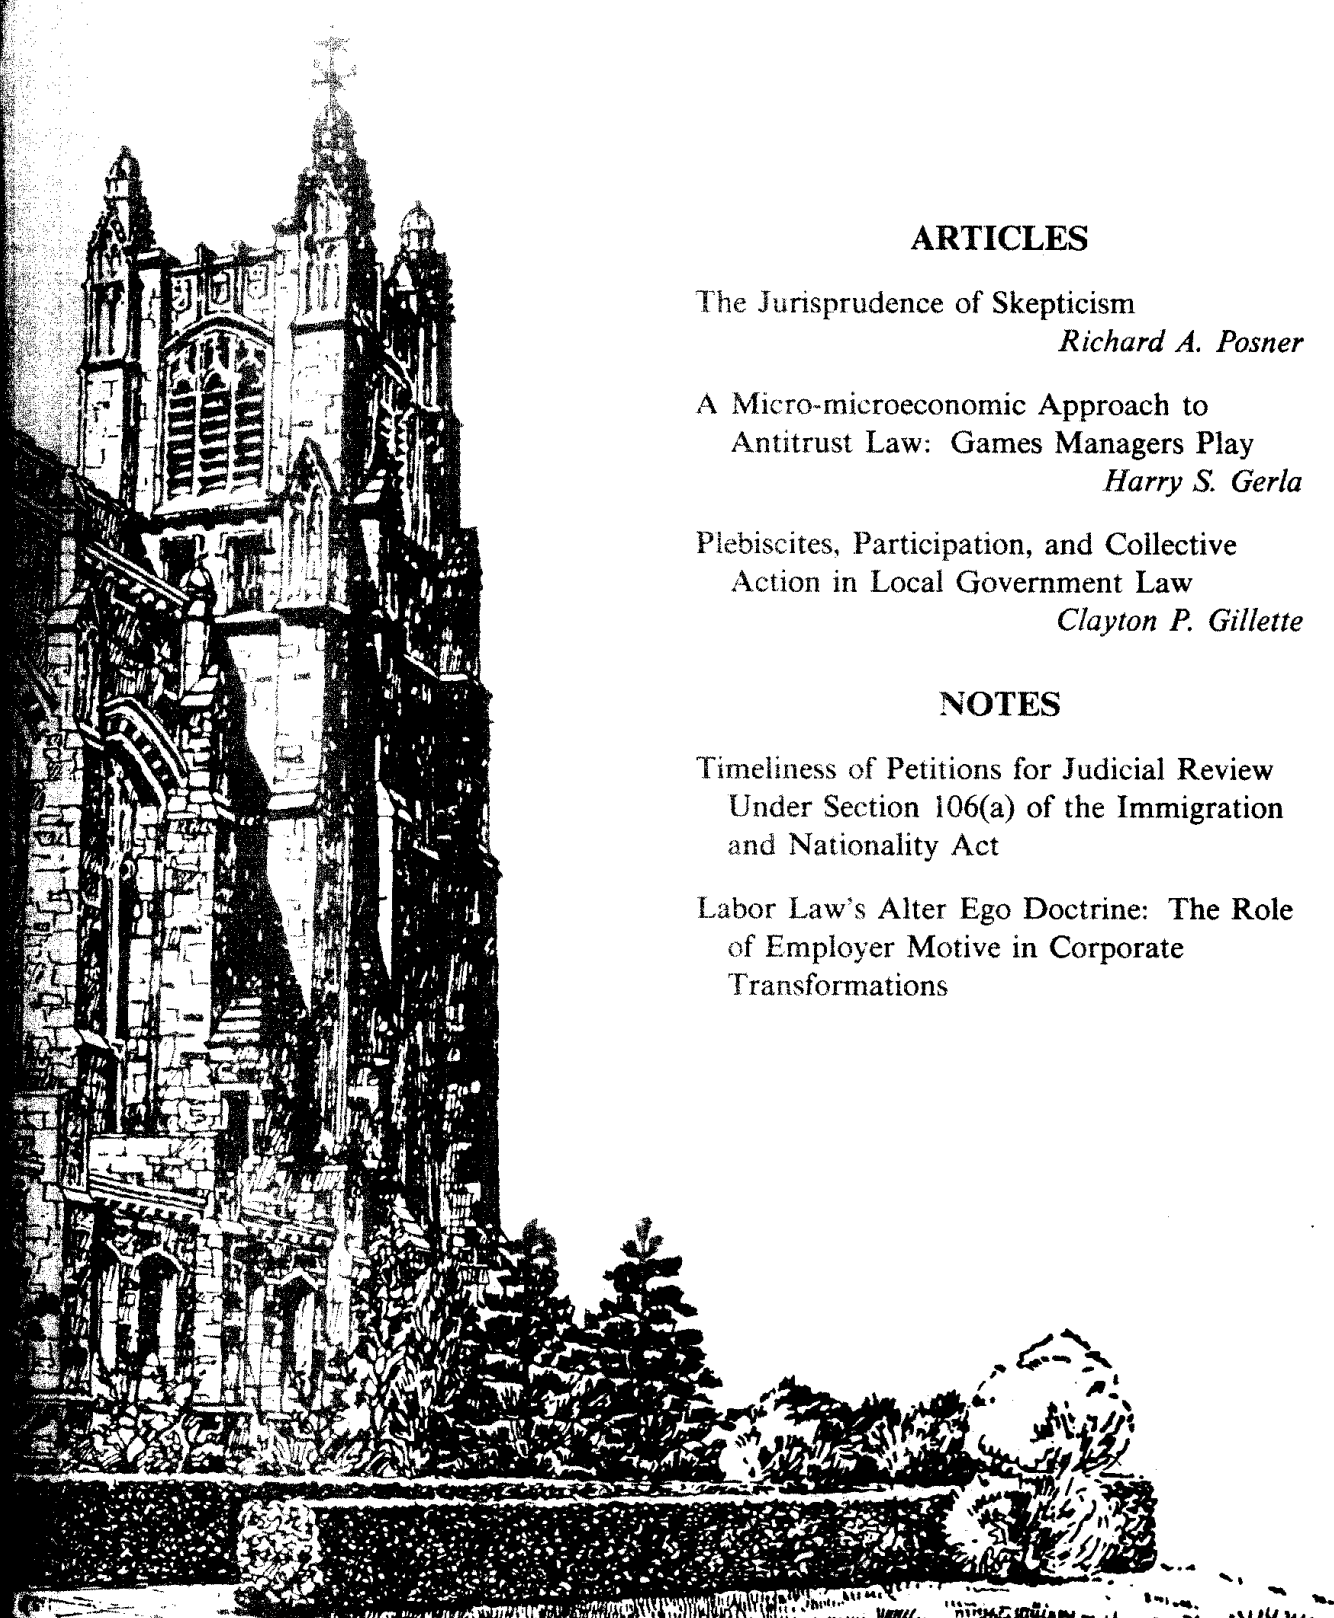 ARTICLES
The Jurisprudence of Skepticism
Richard A. Posner
A Micro-microeconomic Approach to
Antitrust Law: Games Managers Play
Harry S. Gerla
Plebiscites, Participation, and Collective
Action in Local Government Law
Clayton P. Gillette
NOTES
Timeliness of Petitions for Judicial Review
Under Section 106(a) of the Immigration
and Nationality Act
Labor Law's Alter Ego Doctrine: The Role
of Employer Motive in Corporate
Transformations